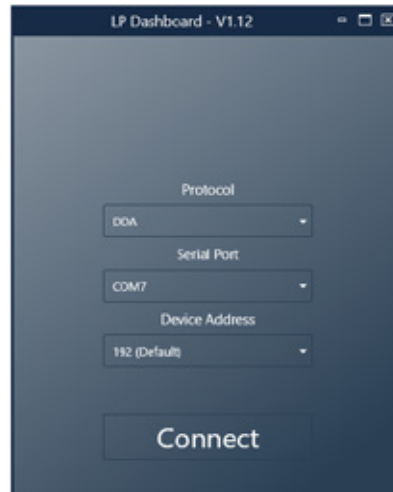 LP Dashboard - V1.12
Protocol
DDA
Serial Port
COM7
Device Address
192 (Default)
Connect